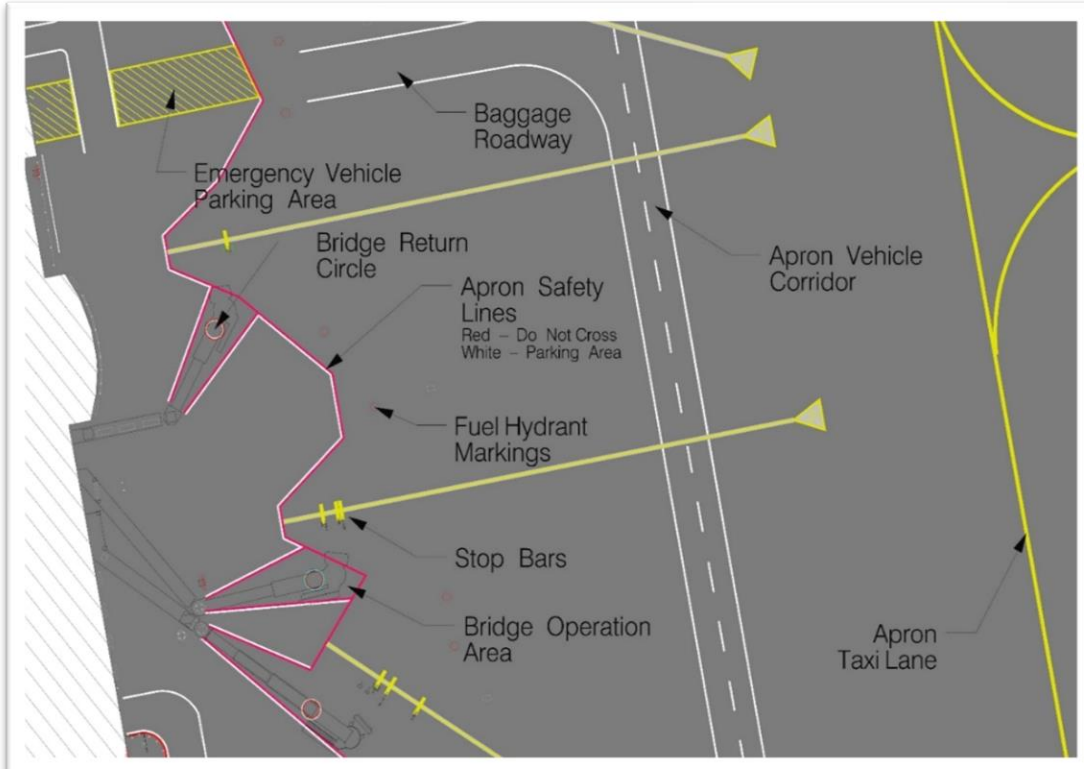 Baggage
Roadway
Emergency Vehicle
Parking Area
Bridge Return
Circle
Apron Vehicle
Corridor
Apron Safety
Lines
Red – Do Not Cross
White – Parking Area
Fuel Hydrant
Markings
Stop Bars
Bridge Operation
Area
Apron
Taxi Lane